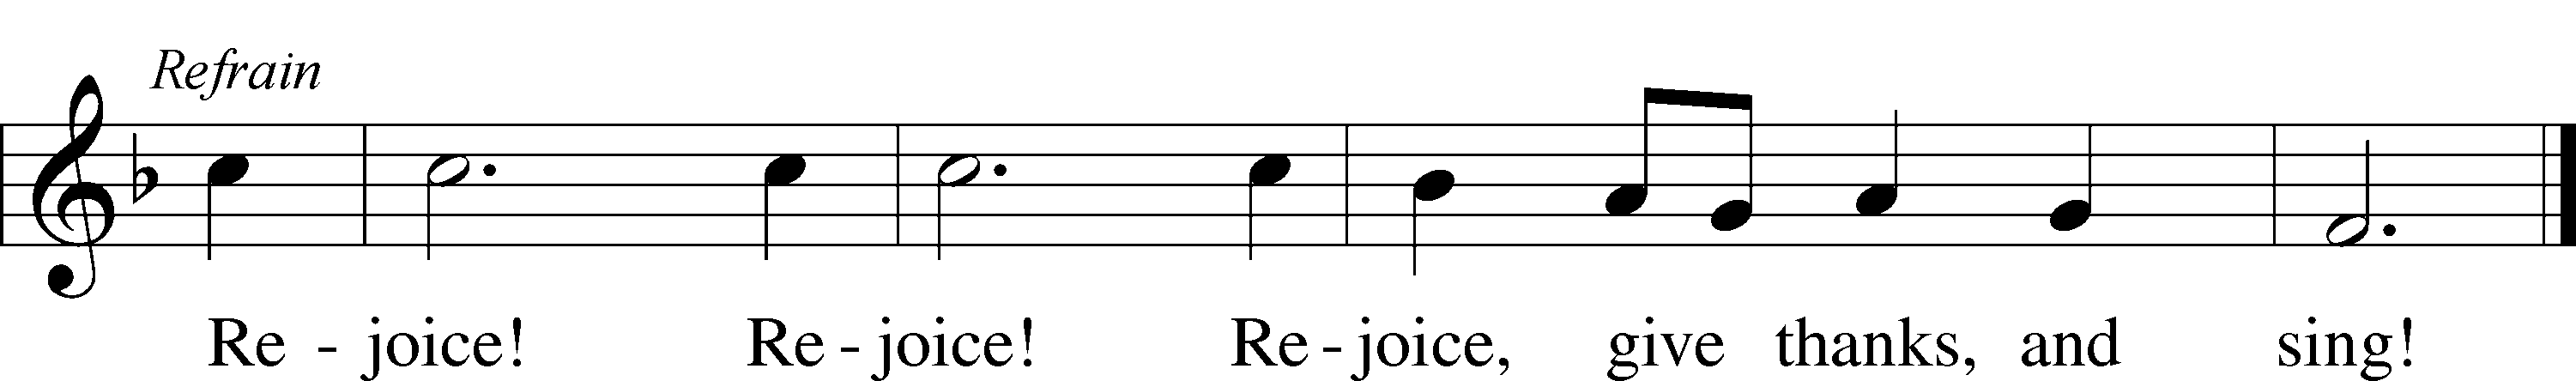 Refrain
Re - joice! Re - joice! Re - joice, give thanks, and sing!